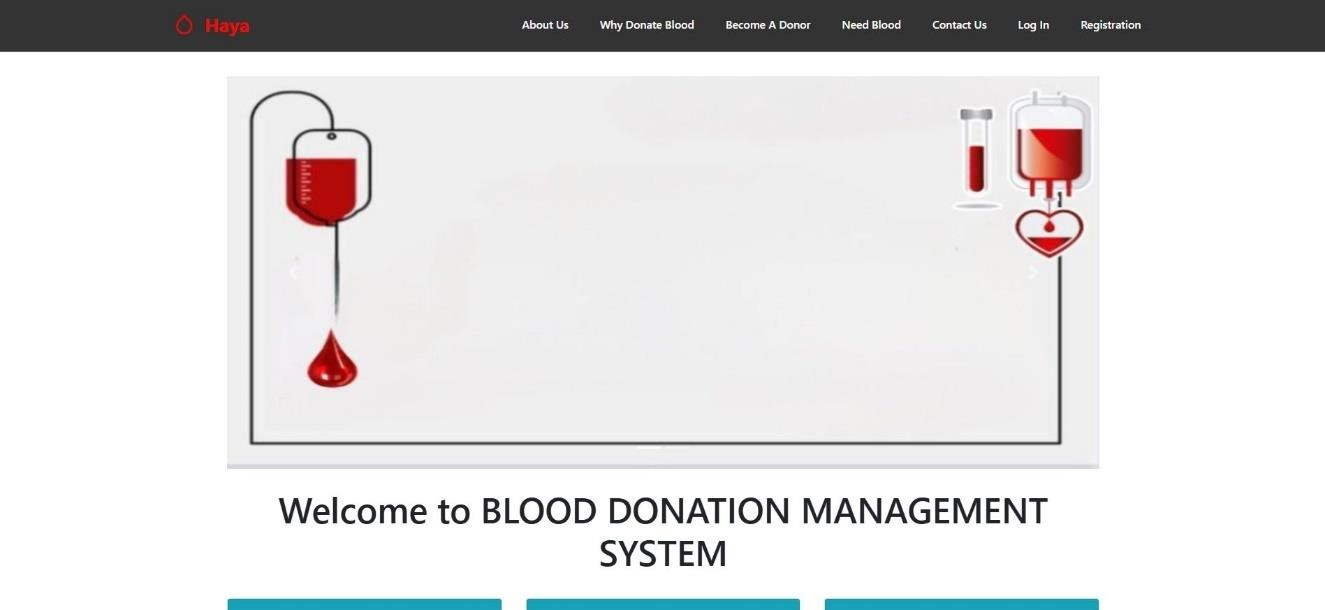 Haya
About Us Why Donate Blood Become A Donor Need Blood Contact Us Log In Registration
Welcome to BLOOD DONATION MANAGEMENT
SYSTEM